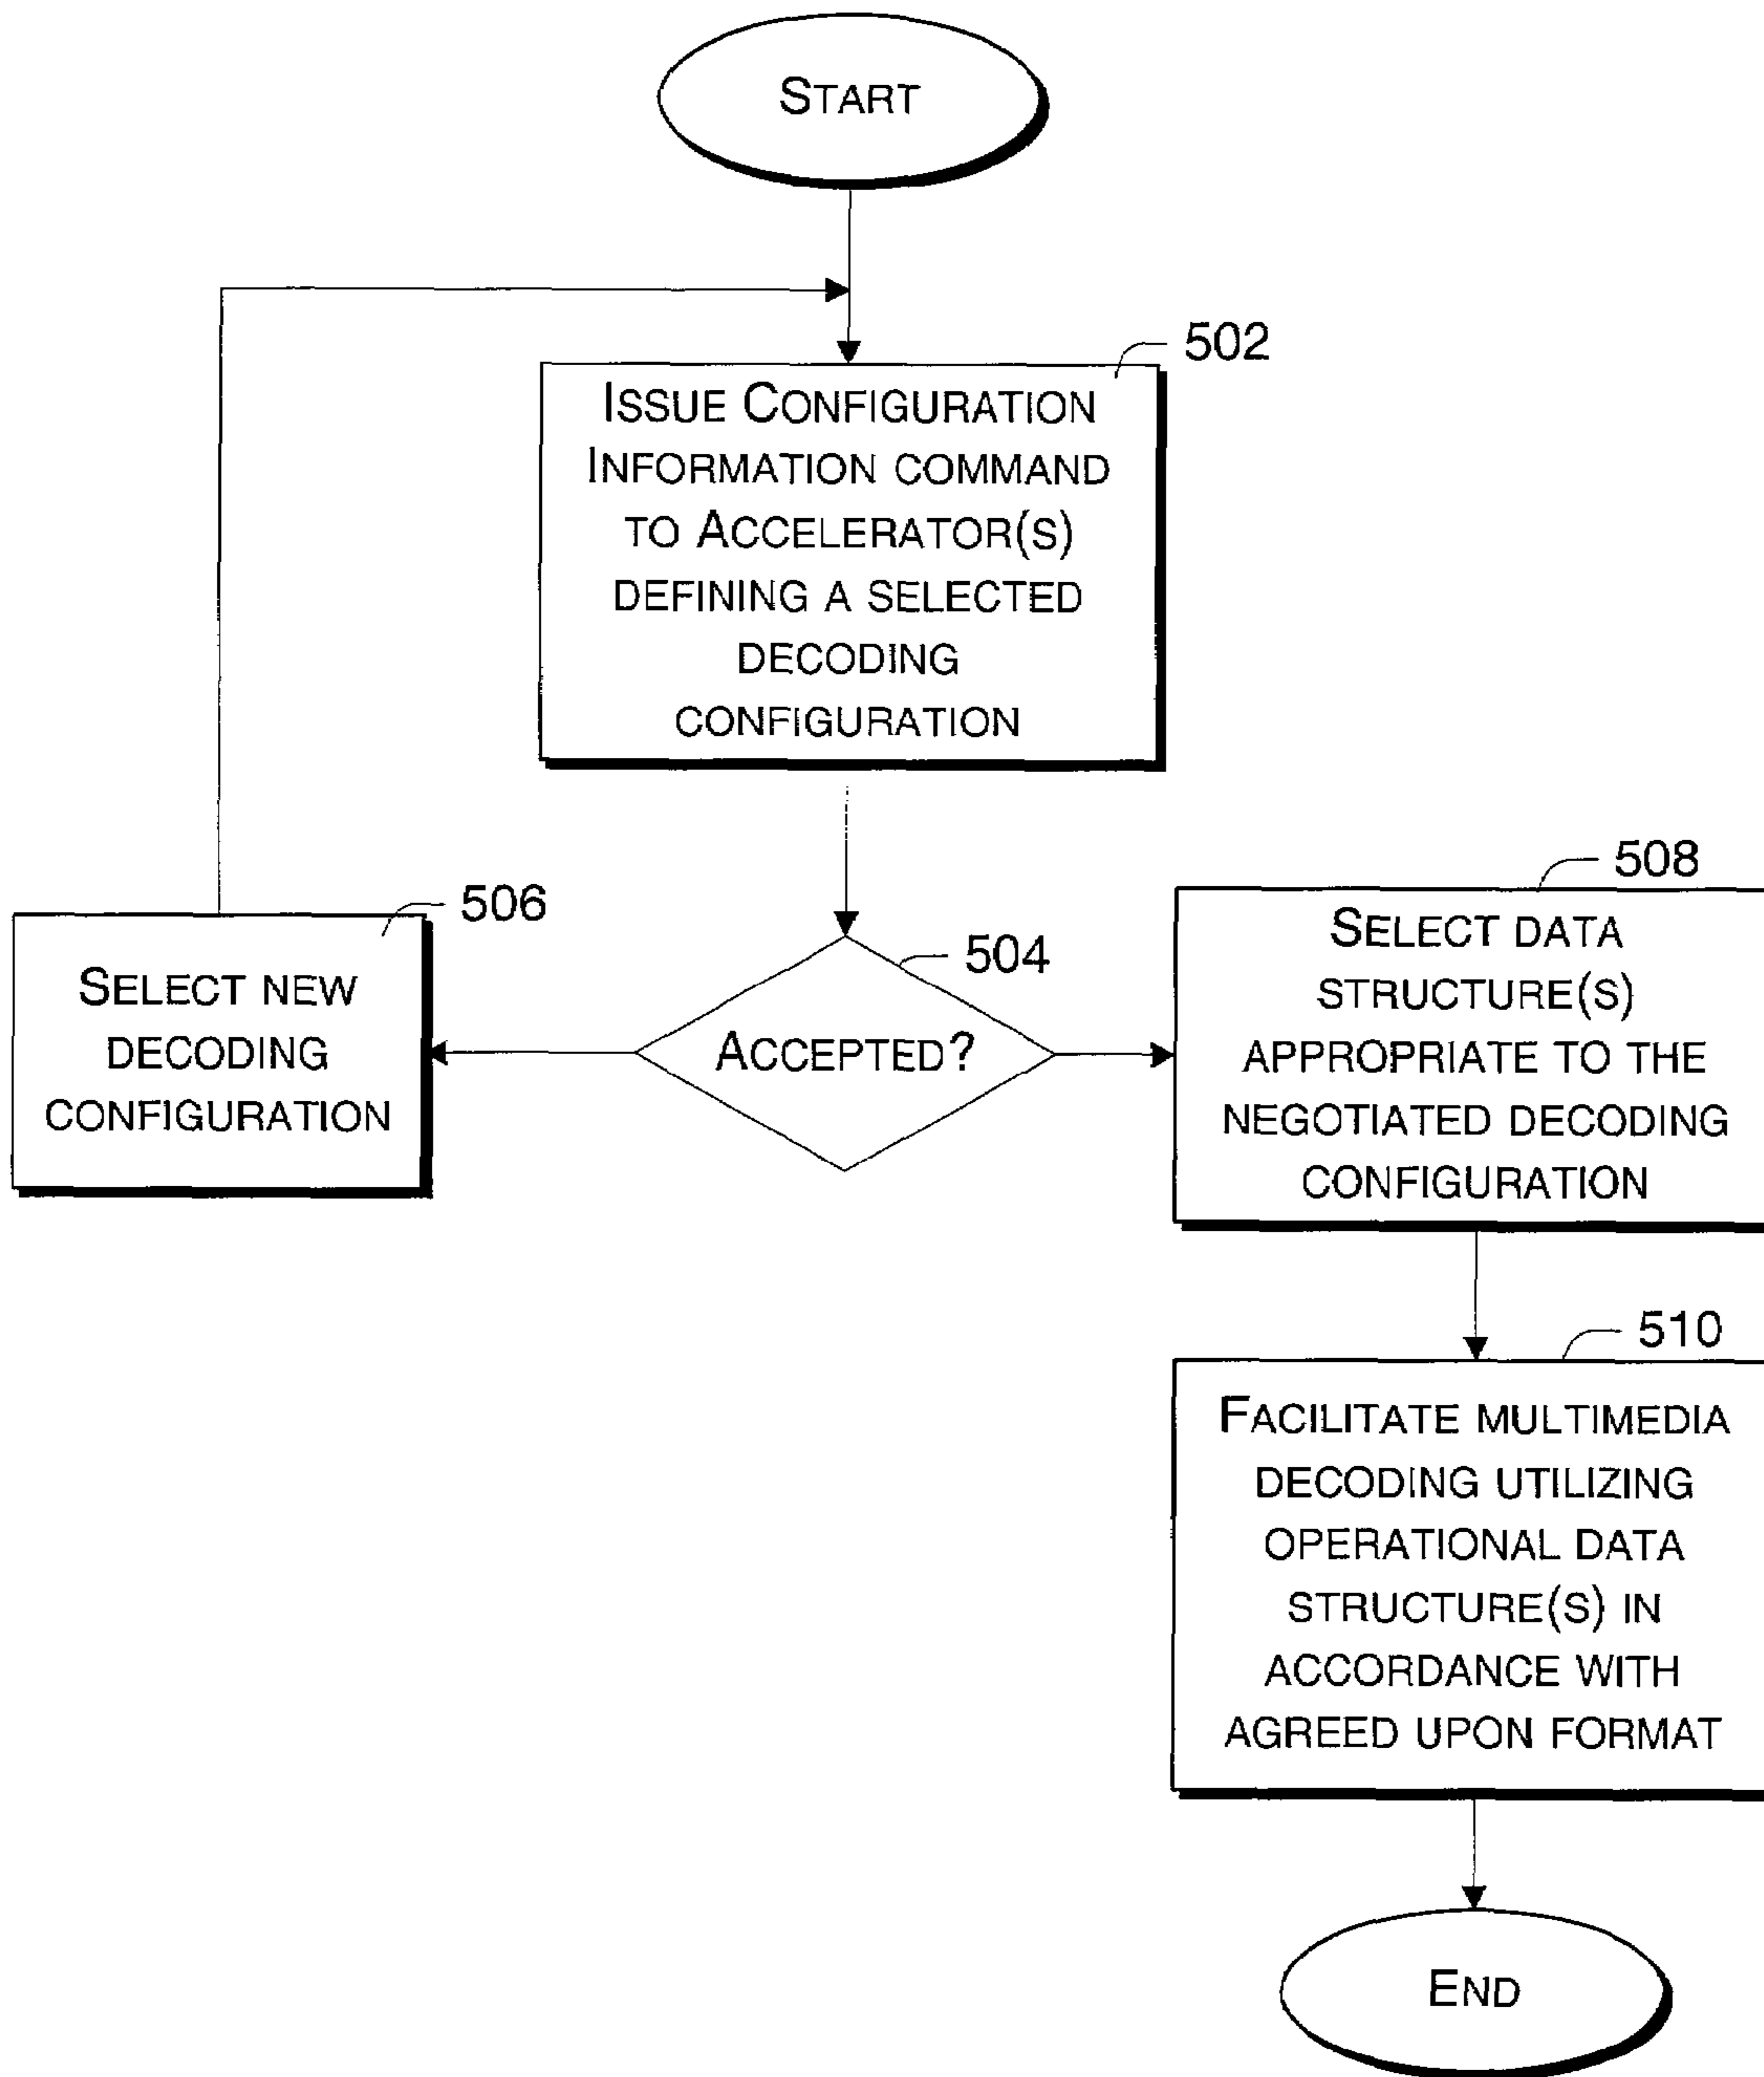 START
502
ISSUE CONFIGURATION
INFORMATION COMMAND
TO ACCELERATOR(S)
DEFINING A SELECTED
DECODING
CONFIGURATION
506
SELECT NEW
DECODING
CONFIGURATION
504
ACCEPTED?
508
SELECT DATA
STRUCTURE(S)
APPROPRIATE TO THE
NEGOTIATED DECODING
CONFIGURATION
510
FACILITATE MULTIMEDIA
DECODING UTILIZING
OPERATIONAL DATA
STRUCTURE(S) IN
ACCORDANCE WITH
AGREED UPON FORMAT
END